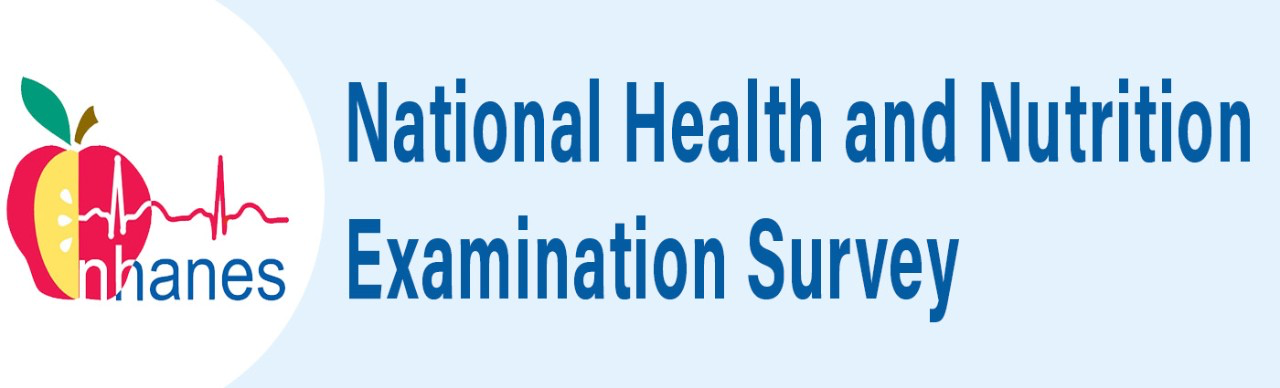 nhanes
National Health and Nutrition
Examination Survey